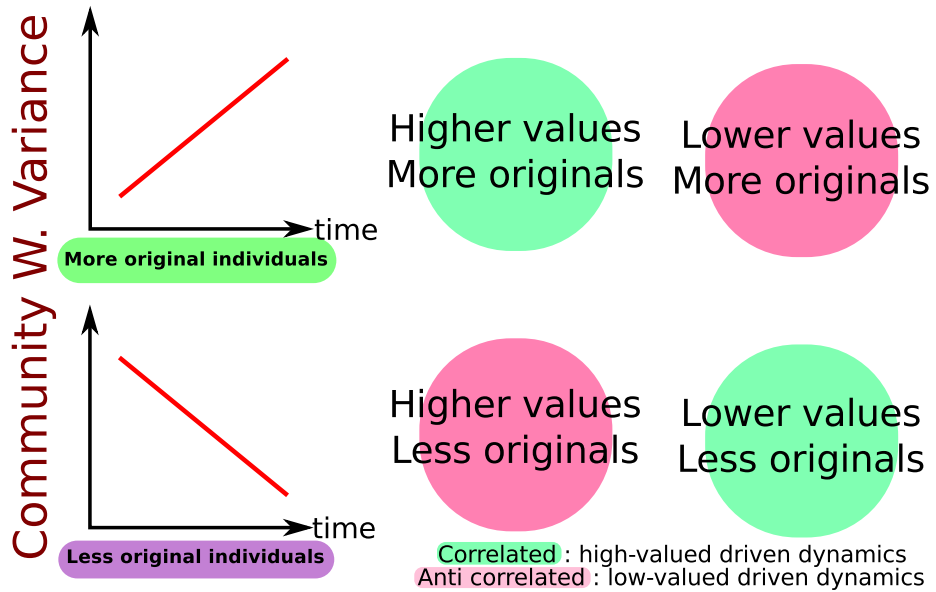 Community W. Variance
time
More original individuals
Higher values
More originals
Lower values
More originals
time
Less original individuals
Higher values
Less originals
Lower values
Less originals
Correlated : high-valued driven dynamics
Anti correlated : low-valued driven dynamics